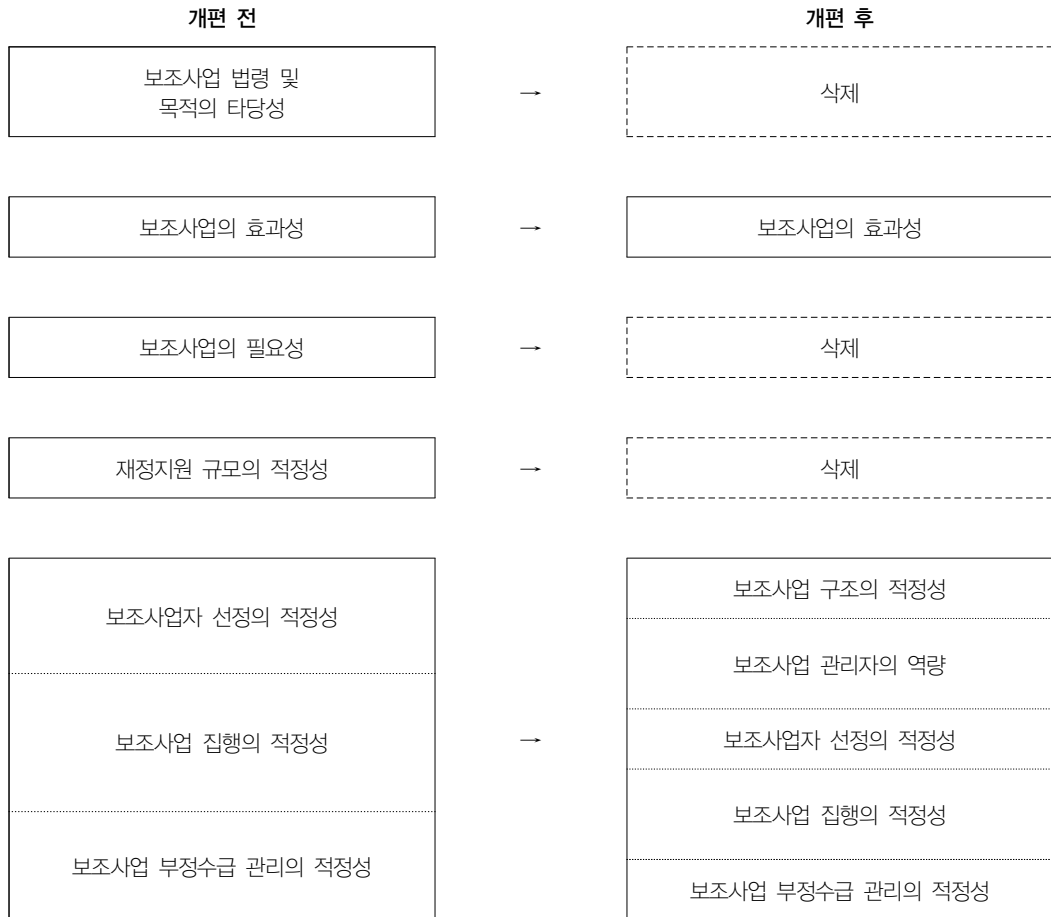 개편 전
개편 후
보조사업 법령 및
목적의 타당성
→
삭제
보조사업의 효과성
→
보조사업의 효과성
보조사업의 필요성
→
삭제
재정지원 규모의 적정성
→
삭제
보조사업자 선정의 적정성
보조사업 집행의 적정성
보조사업 부정수급 관리의 적정성
→
보조사업 구조의 적정성
보조사업 관리자의 역량
보조사업자 선정의 적정성
보조사업 집행의 적정성
보조사업 부정수급 관리의 적정성